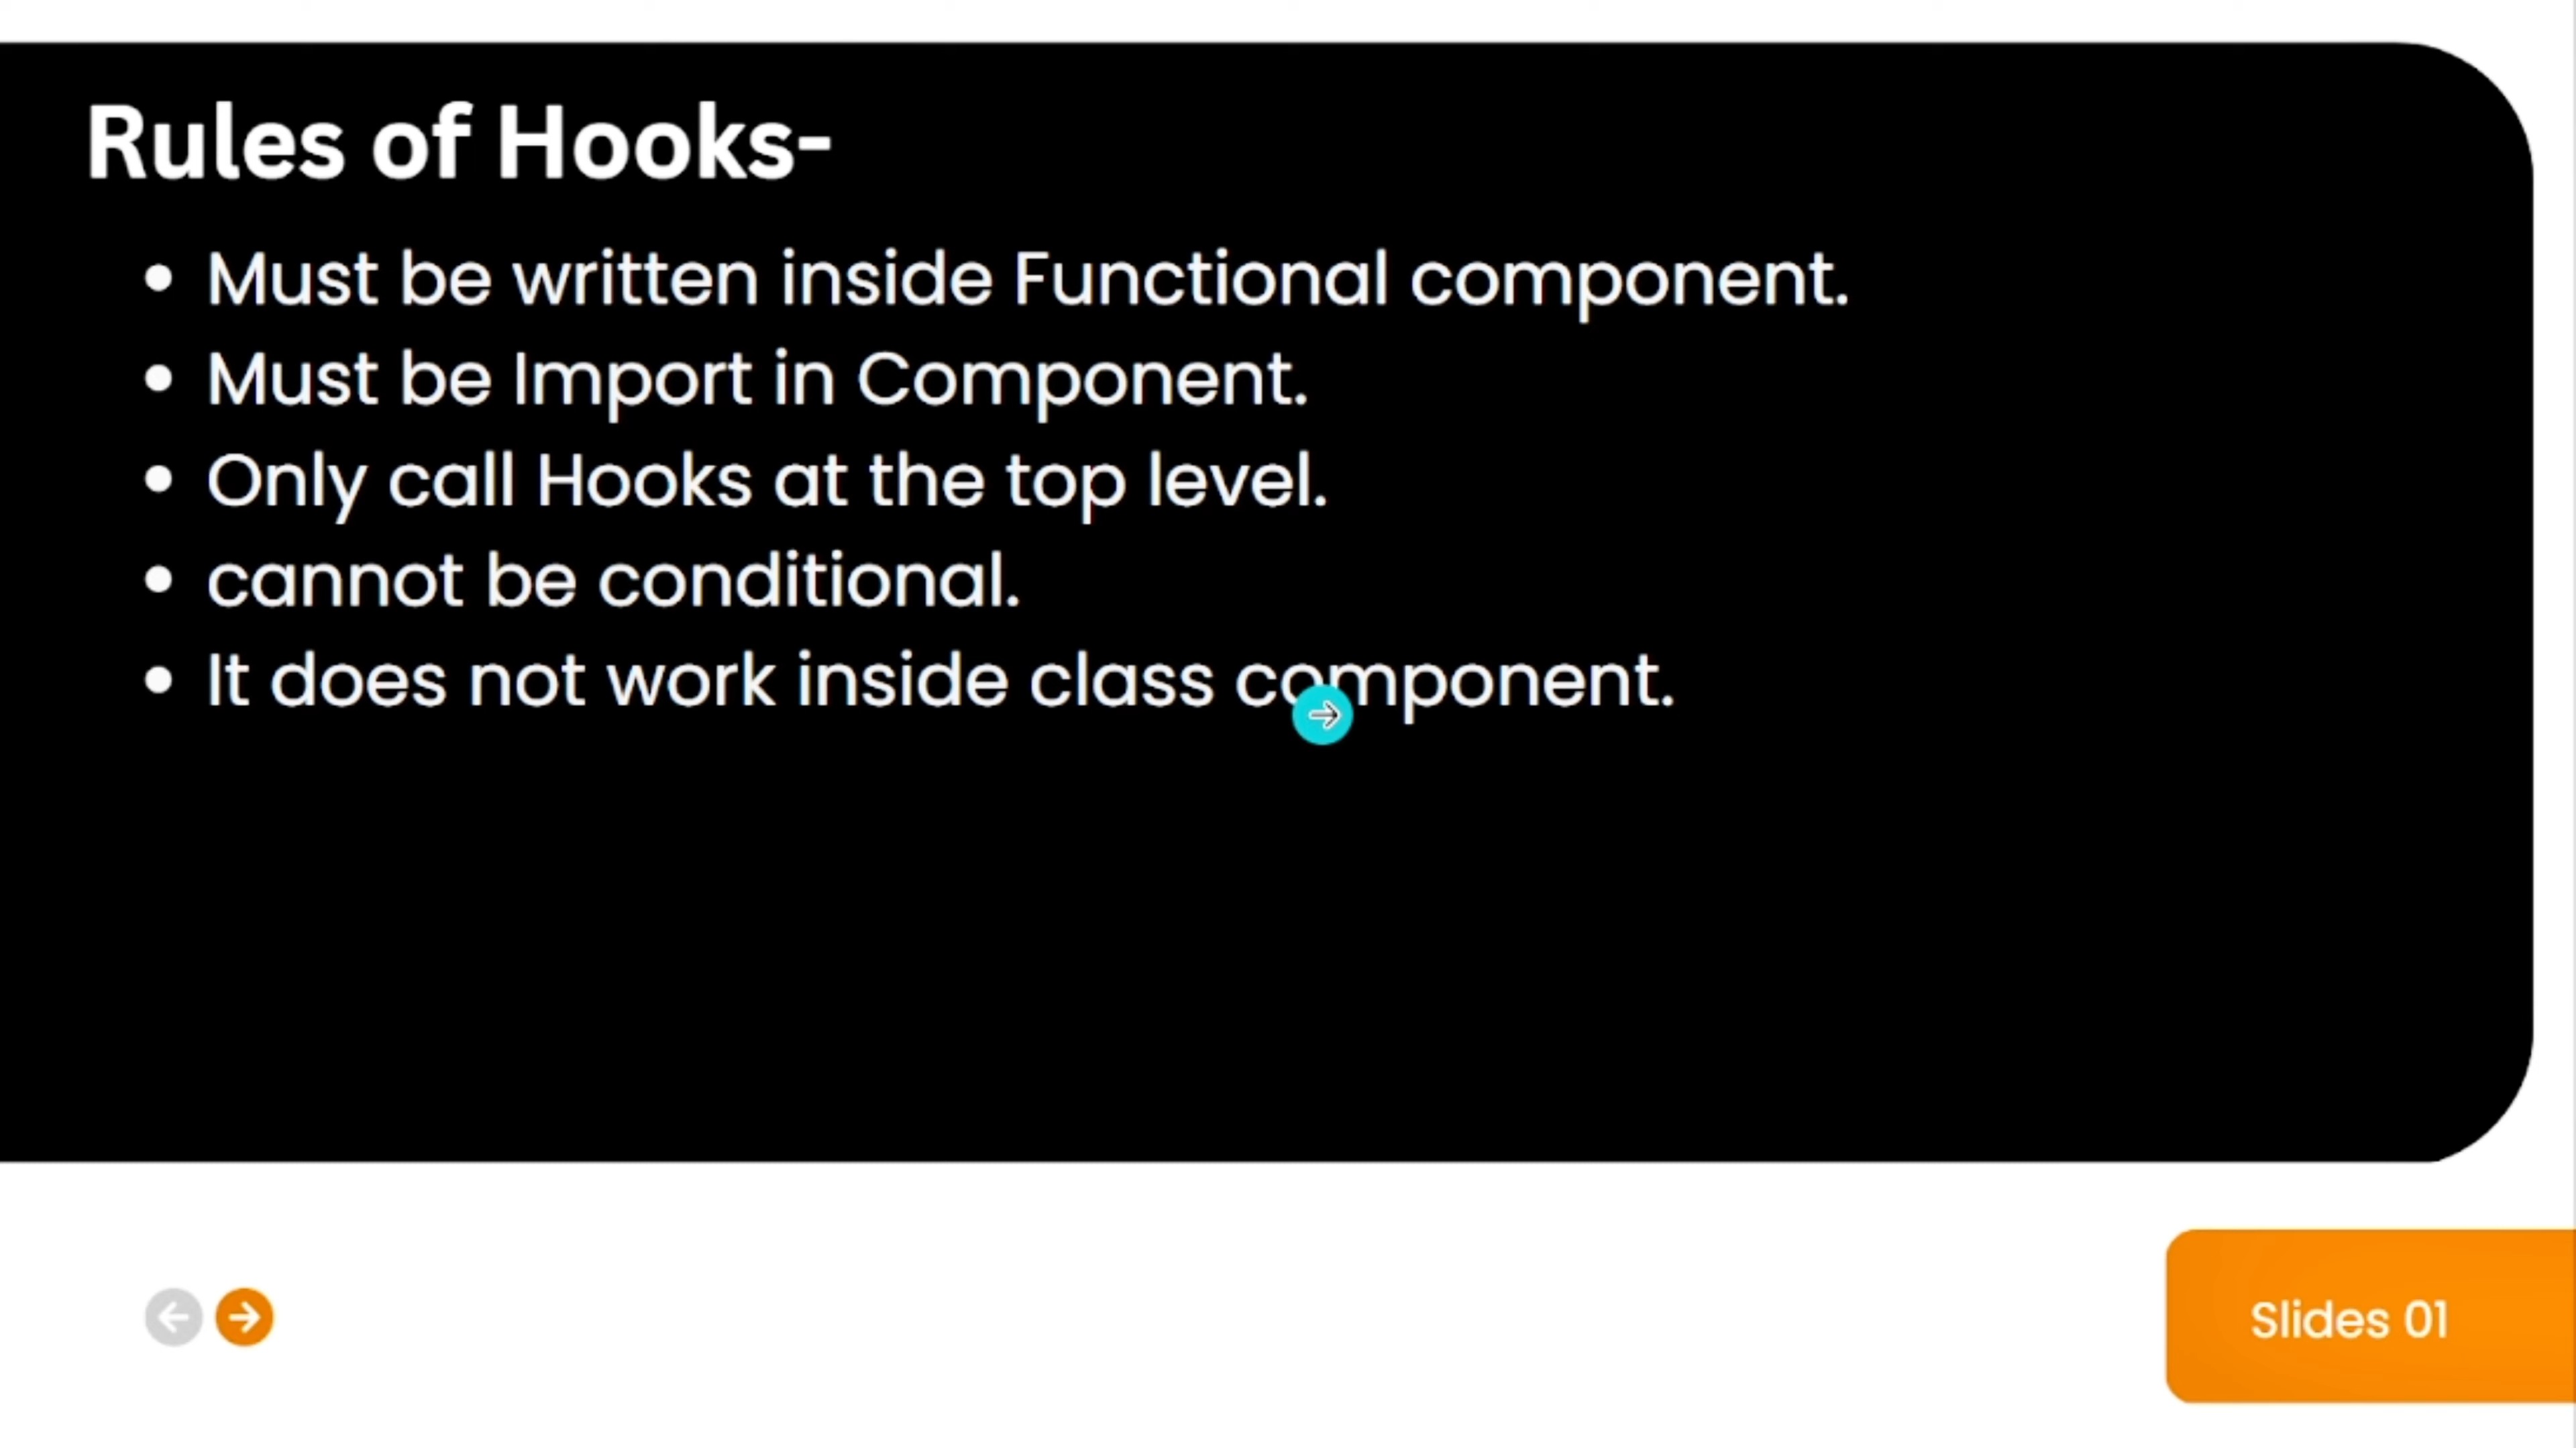 Rules of Hooks-
Must be written inside Functional component.
Must be Import in Component.
Only call Hooks at the top level.
cannot be conditional.
It does not work inside class component.
Slides 01